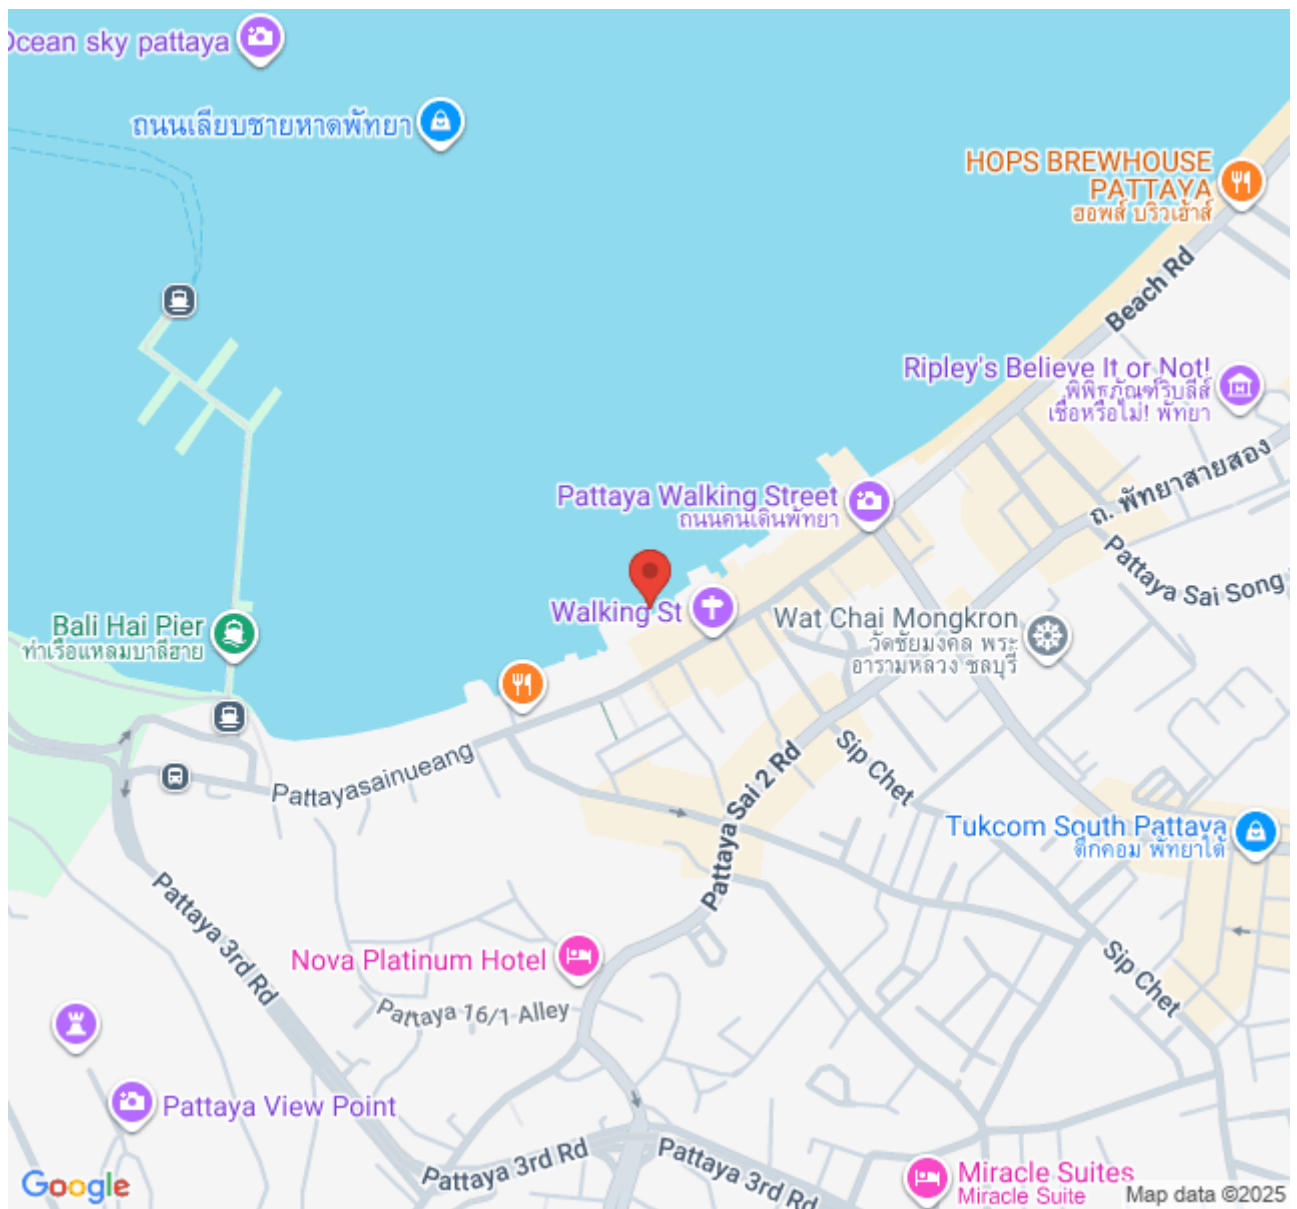 Ocean sky pattaya
ถนนเลียบชายหาดพัทยา
HOPS BREWHOUSE
PATTAYA
ฮอพส์ บริวเฮ้าส์
Beach Rd
Ripley's Believe It or Not!
พิพิธภัณฑ์ริบลีส์
เชื่อหรือไม่! พัทยา
ถ. พัทยาสายสอง
Pattaya Walking Street
ถนนคนเดินพัทยา
Pattaya Sai Song
Walking St
Wat Chai Mongkron
วัดชัยมงคล พระ
อารามหลวง ชลบุรี
Bali Hai Pier
ท่าเรือแหลมบาลีฮาย
Pattayasainueang
Sip Chet
Pattaya Sai 2 Rd
Tukcom South Pattaya
ตึกคอม พัทยาใต้
Pattaya 3rd Rd
Nova Platinum Hotel
Sip Chet
Pattaya 16/1 Alley
Pattaya View Point
Pattaya 3rd Rd
Pattaya 3rd Rd
Miracle Suites
Miracle Suite
Google
Map data ©2025